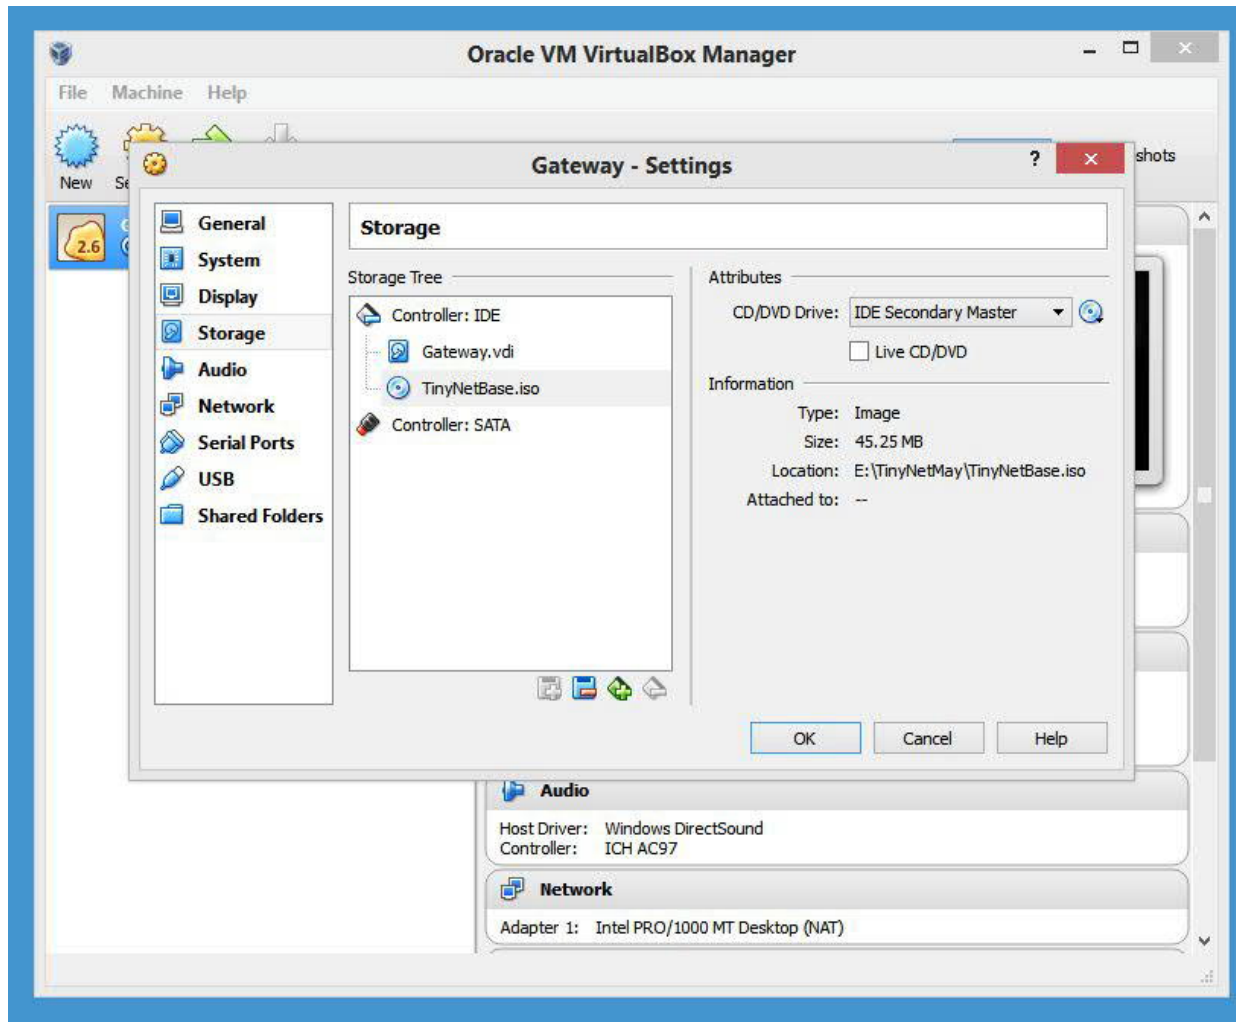 Oracle VM VirtualBox Manager
File Machine Help
New
shots
2.6
Gateway - Settings
?
General
System
Display
Storage
Audio
Network
Serial Ports
USB
Shared Folders
Storage
Storage Tree
Controller: IDE
Gateway.vdi
TinyNetBase.iso
Controller: SATA
Attributes
CD/DVD Drive: IDE Secondary Master
Live CD/DVD
Information
Type: Image
Size: 45.25 MB
Location: E:\TinyNetMay\TinyNetBase.iso
Attached to: --
OK Cancel Help
Audio
Host Driver: Windows DirectSound
Controller: ICH AC97
Network
Adapter 1: Intel PRO/1000 MT Desktop (NAT)